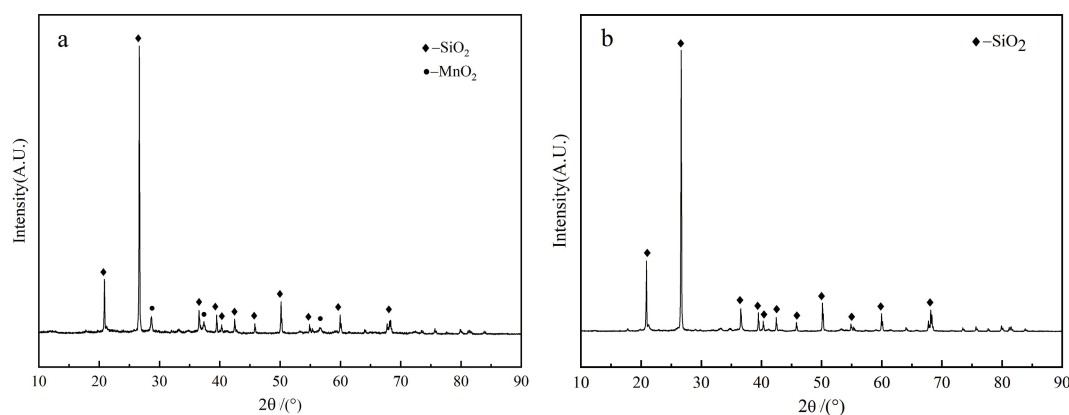 a
♦–SiO₂
●–MnO₂
Intensity(A.U.)
10 20 30 40 50 60 70 80 90
2θ /(°)
b
♦–SiO₂
Intensity(A.U.)
10 20 30 40 50 60 70 80 90
2θ /(°)